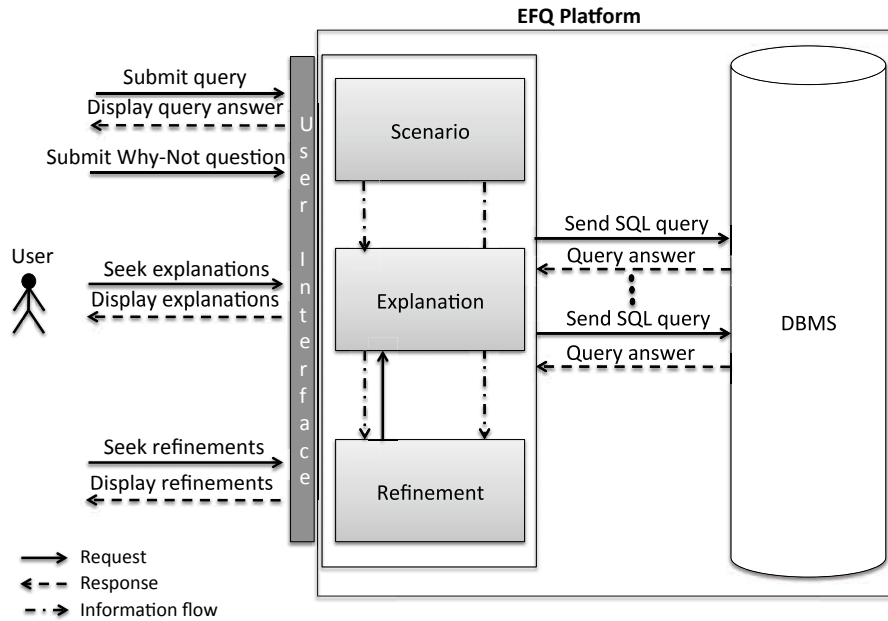 EFQ Platform
Submit query
Display query answer
Submit Why-Not question
User
Seek explanations
Display explanations
Seek refinements
Display refinements
User Interface
Scenario
Explanation
Refinement
Send SQL query
Query answer
Send SQL query
Query answer
DBMS
Request
Response
Information flow